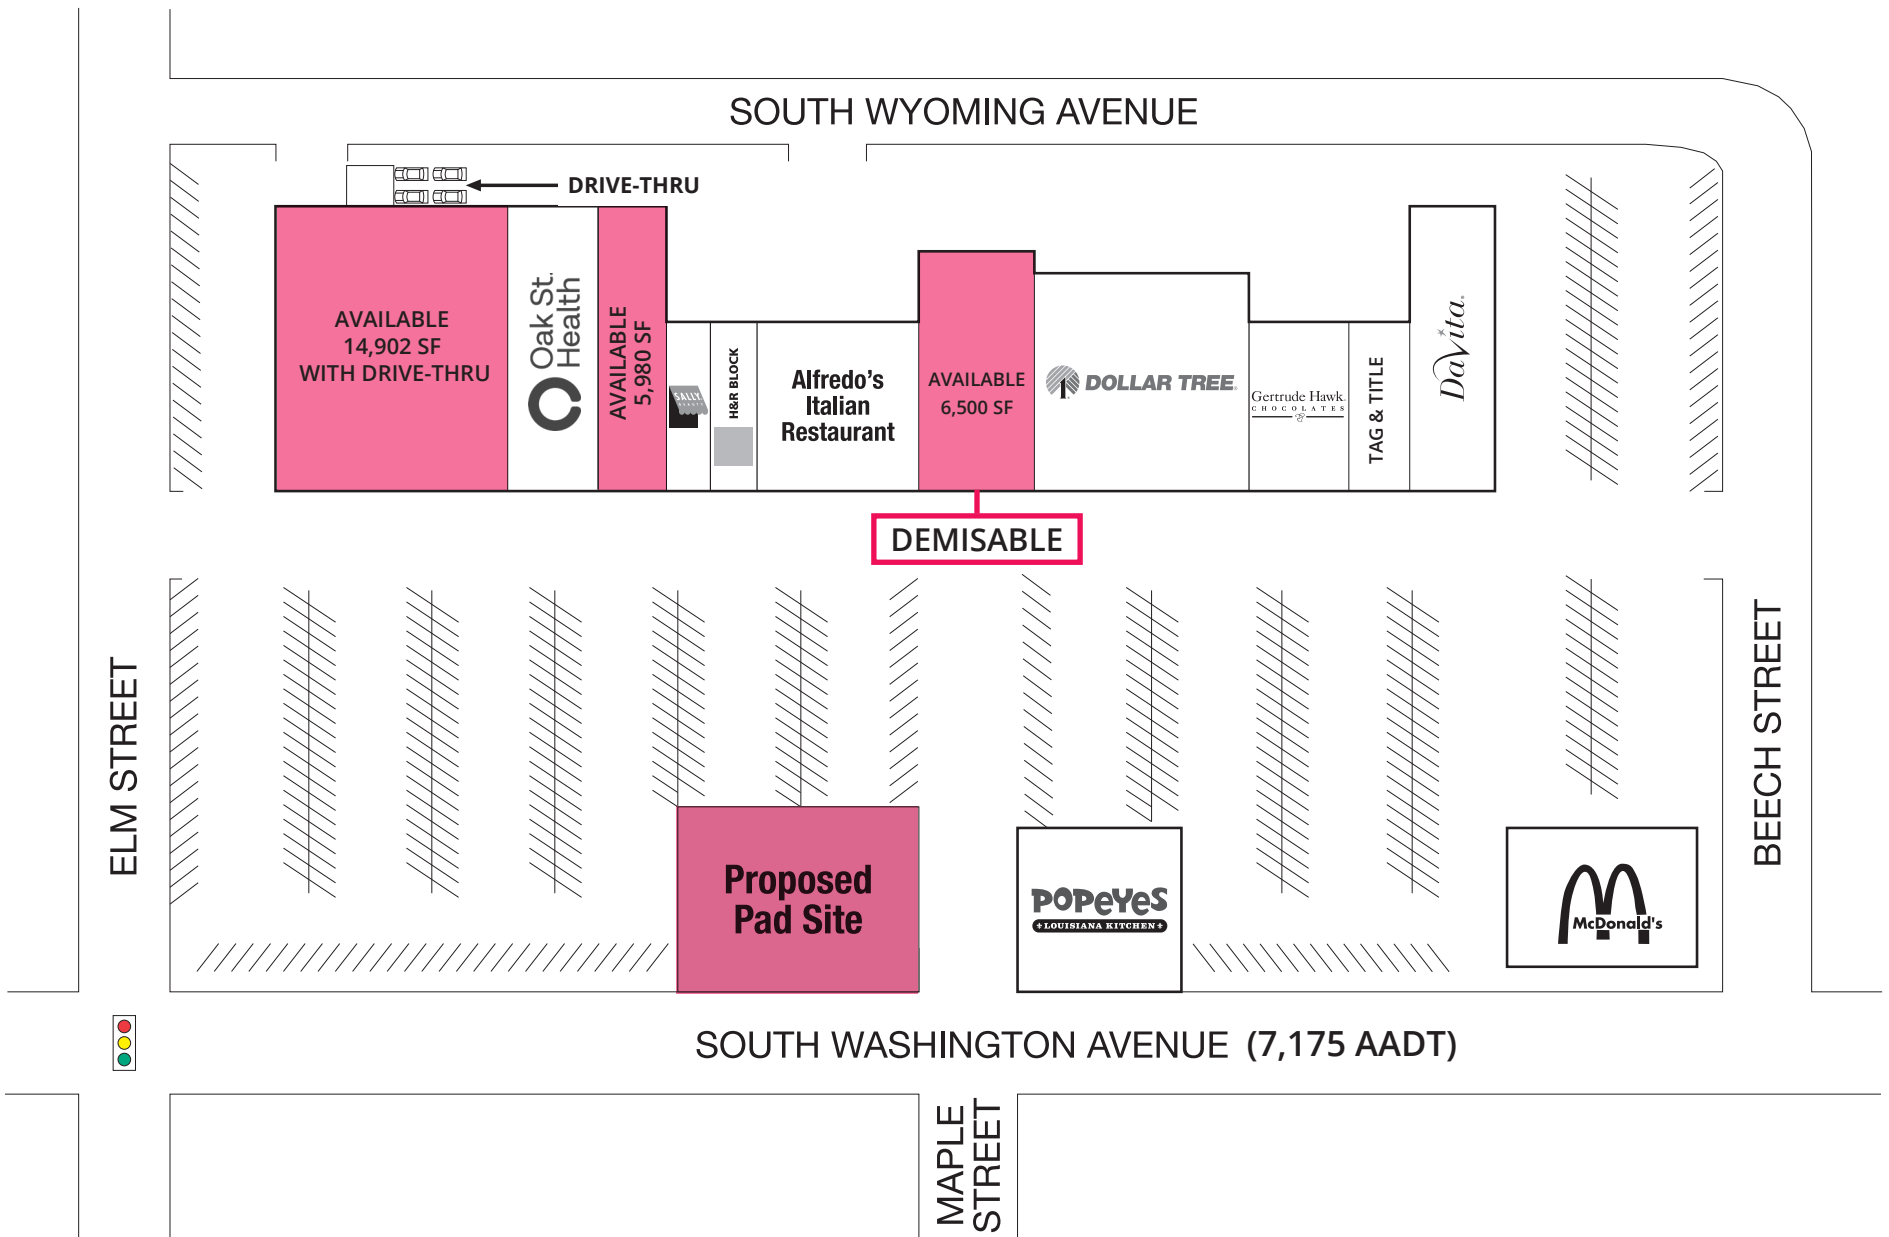 SOUTH WYOMING AVENUE
DRIVE-THRU
AVAILABLE
14,902 SF
WITH DRIVE-THRU
Oak St.
Health
AVAILABLE
5,980 SF
SALLY
BEAUTY
H&R BLOCK
Alfredo's
Italian
Restaurant
AVAILABLE
6,500 SF
DOLLAR TREE
Gertrude Hawk
CHOCOLATES
TAG & TITLE
DaVita
DEMISABLE
ELM STREET
BEECH STREET
Proposed
Pad Site
POPEYES
LOUISIANA KITCHEN
McDonald's
SOUTH WASHINGTON AVENUE (7,175 AADT)
MAPLE
STREET